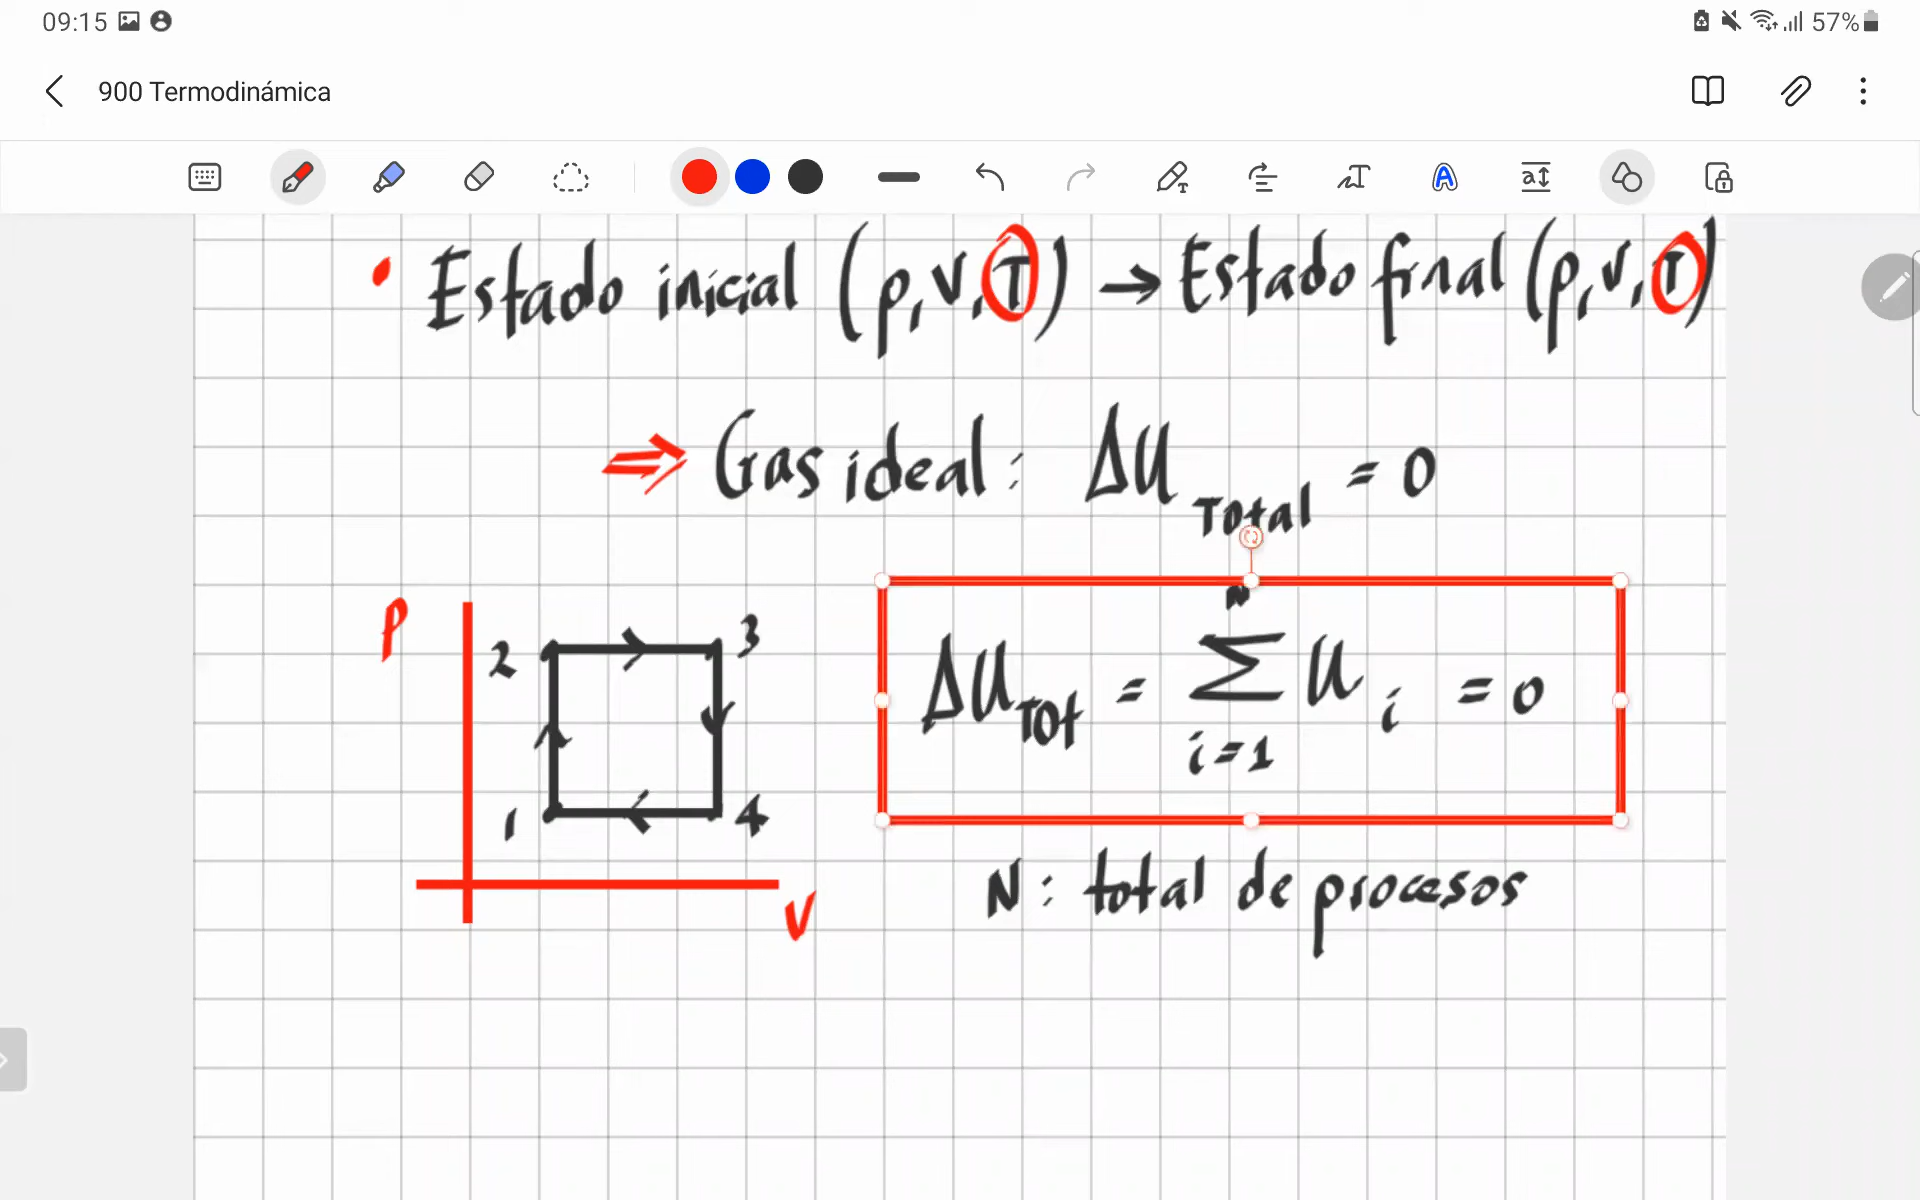 09:15 57%
900 Termodinámica
• Estado inicial (p, V, T) → Estado final (p, V, T)
⇒ Gas ideal: ΔU Total = 0
P
2 3
1 4
V
N
ΔU Tot = Σ U i = 0
i=1
N: total de procesos